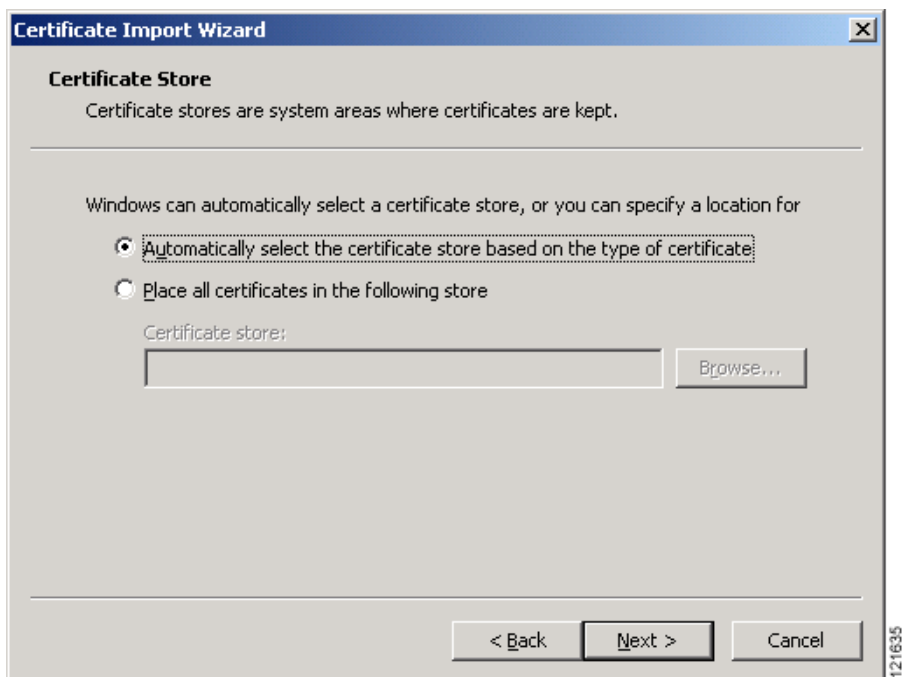 Certificate Import Wizard
Certificate Store
Certificate stores are system areas where certificates are kept.
Windows can automatically select a certificate store, or you can specify a location for
Automatically select the certificate store based on the type of certificate
Place all certificates in the following store
Certificate store:
Browse...
< Back
Next >
Cancel
121635